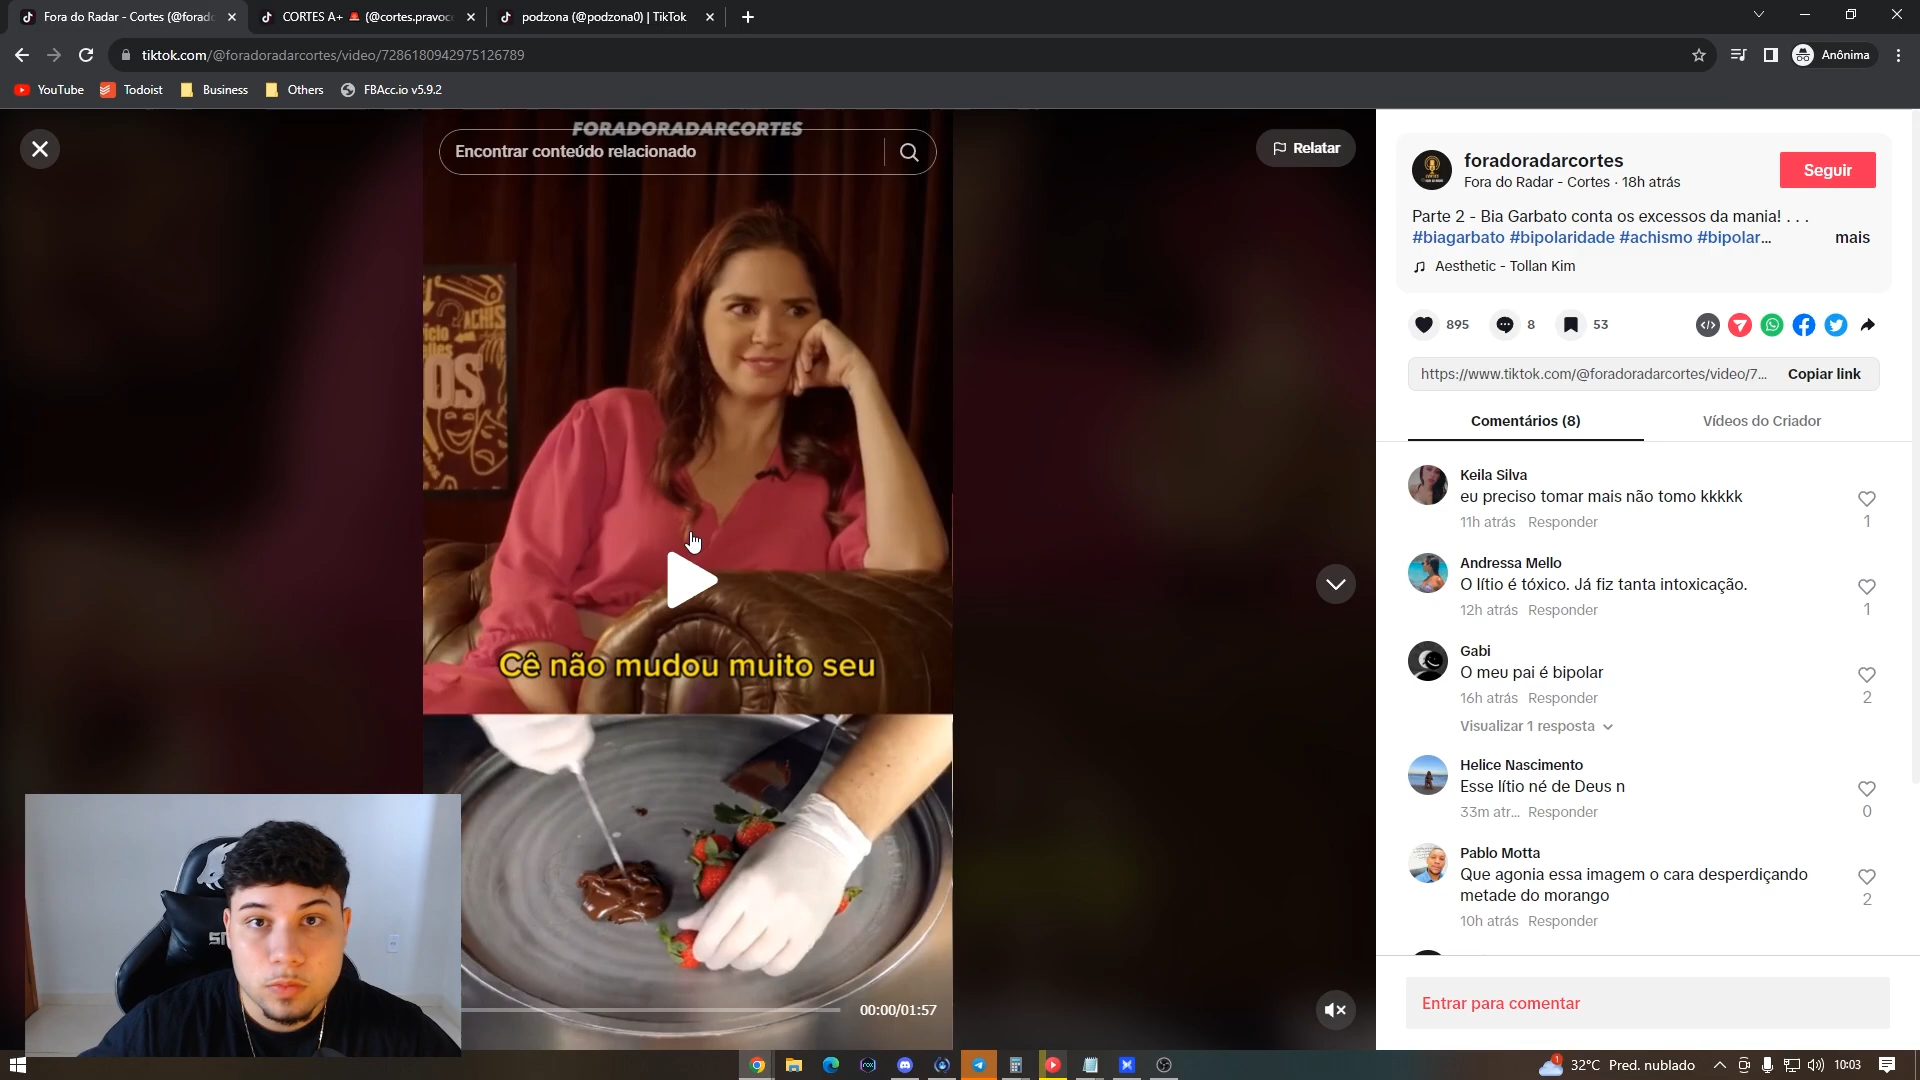 Fora do Radar - Cortes (@forad
CORTES A+ 🚨 (@cortes.pravoc
podzona (@podzona0) | TikTok
tiktok.com/@foradoradarcortes/video/7286180942975126789
Anônima
YouTube
Todoist
Business
Others
FBAcc.io v5.9.2
FORADORADARCORTES
Encontrar conteúdo relacionado
Relatar
ACHIS
OS
Cê não mudou muito seu
00:00/01:57
foradoradarcortes
Fora do Radar - Cortes · 18h atrás
Seguir
Parte 2 - Bia Garbato conta os excessos da mania! . . .
#biagarbato #bipolaridade #achismo #bipolar...
mais
Aesthetic - Tollan Kim
895
8
53
https://www.tiktok.com/@foradoradarcortes/video/7...
Copiar link
Comentários (8)
Vídeos do Criador
Keila Silva
eu preciso tomar mais não tomo kkkkk
11h atrás Responder
1
Andressa Mello
O lítio é tóxico. Já fiz tanta intoxicação.
12h atrás Responder
1
Gabi
O meu pai é bipolar
16h atrás Responder
2
Visualizar 1 resposta
Helice Nascimento
Esse lítio né de Deus n
33m atr... Responder
0
Pablo Motta
Que agonia essa imagem o cara desperdiçando
metade do morango
10h atrás Responder
2
Entrar para comentar
1
32°C Pred. nublado
10:03